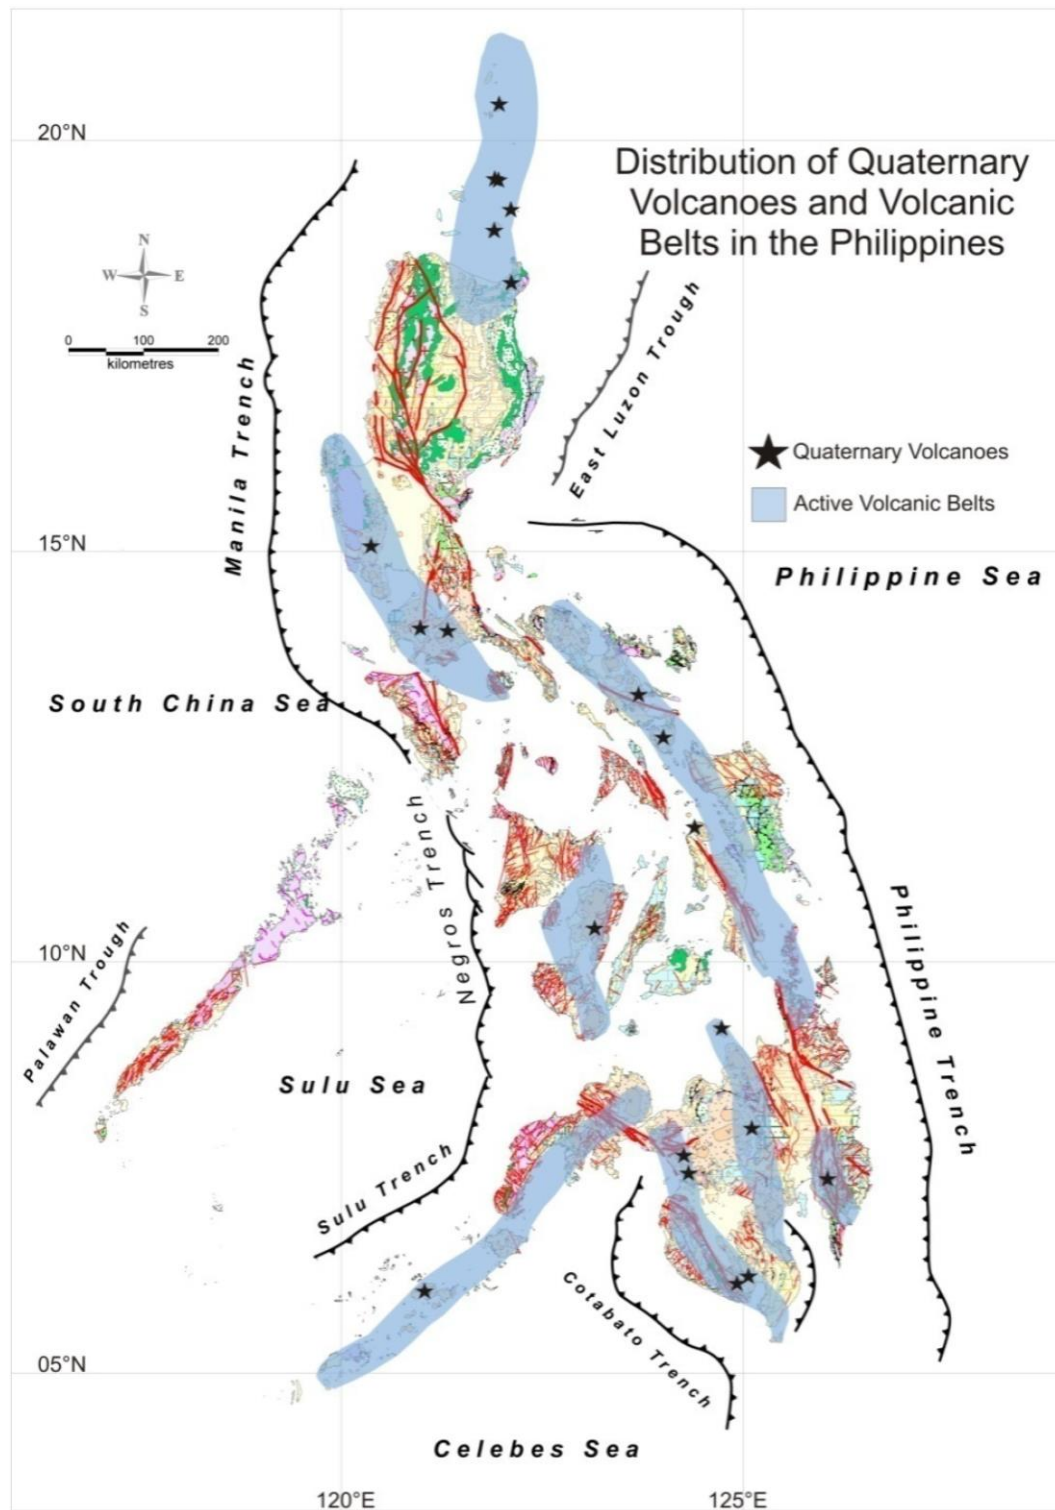 20°N
Distribution of Quaternary
Volcanoes and Volcanic
Belts in the Philippines
N
W
E
S
0 100 200
kilometres
East Luzon Trough
Manila Trench
Quaternary Volcanoes
Active Volcanic Belts
15°N
Philippine Sea
South China Sea
Negros Trench
Philippine Trench
Palawan Trough
10°N
Sulu Sea
Sulu Trench
Cotabato Trench
05°N
Celebes Sea
120°E
125°E